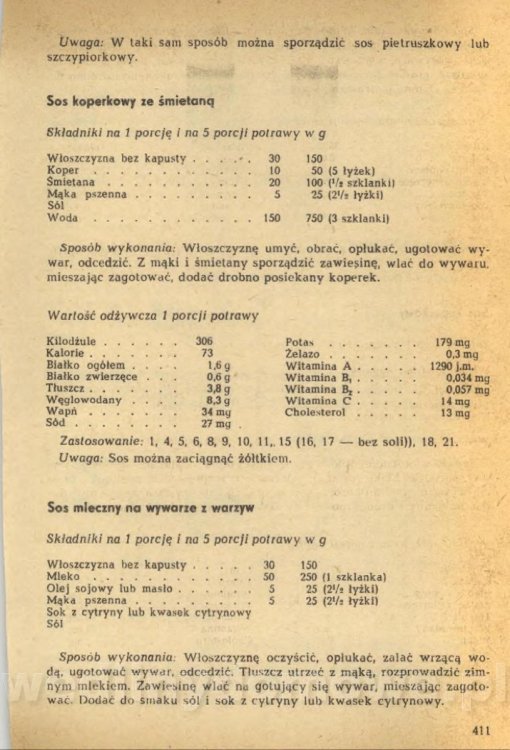 Uwaga: W taki sam sposób można sporządzić sos pietruszkowy lub
szczypiorkowy.
Sos koperkowy ze śmietaną
Składniki na 1 porcję i na 5 porcji potrawy w g
Włoszczyzna bez kapusty . . . . . 30 150
Koper . . . . . . . . . . . . 10 50 (5 łyżek)
Śmietana . . . . . . . . . . . 20 100 (1/2 szklanki)
Mąka pszenna . . . . . . . . . 5 25 (2 1/2 łyżki)
Sól
Woda . . . . . . . . . . . . 150 750 (3 szklanki)
Sposób wykonania: Włoszczyznę umyć, obrać, opłukać, ugotować wy-
war, odcedzić. Z mąki i śmietany sporządzić zawiesinę, wlać do wywaru,
mieszając zagotować, dodać drobno posiekany koperek.
Wartość odżywcza 1 porcji potrawy
Kilodżule . . . . . . 306 Potas . . . . . . . 179 mg
Kalorie . . . . . . . 73 Żelazo . . . . . . . 0,3 mg
Białko ogółem . . . . 1,6 g Witamina A . . . . . 1290 j.m.
Białko zwierzęce . . . 0,6 g Witamina B1 . . . . . 0,034 mg
Tłuszcz . . . . . . . 3,8 g Witamina B2 . . . . . 0,057 mg
Węglowodany . . . . 8,3 g Witamina C . . . . . 14 mg
Wapń . . . . . . . 34 mg Cholesterol . . . . . 13 mg
Sód . . . . . . . . 27 mg
Zastosowanie: 1, 4, 5, 6, 8, 9, 10, 11, 15 (16, 17 — bez soli)), 18, 21.
Uwaga: Sos można zaciągnąć żółtkiem.
Sos mleczny na wywarze z warzyw
Składniki na 1 porcję i na 5 porcji potrawy w g
Włoszczyzna bez kapusty . . . . . 30 150
Mleko . . . . . . . . . . . . 50 250 (1 szklanka)
Olej sojowy lub masło . . . . . . 5 25 (2 1/2 łyżki)
Mąka pszenna . . . . . . . . . 5 25 (2 1/2 łyżki)
Sok z cytryny lub kwasek cytrynowy
Sól
Sposób wykonania: Włoszczyznę oczyścić, opłukać, zalać wrzącą wo-
dą, ugotować wywar, odcedzić. Tłuszcz utrzeć z mąką, rozprowadzić zim-
nym mlekiem. Zawiesinę wlać na gotujący się wywar, mieszając zagoto-
wać. Dodać do smaku sól i sok z cytryny lub kwasek cytrynowy.
411